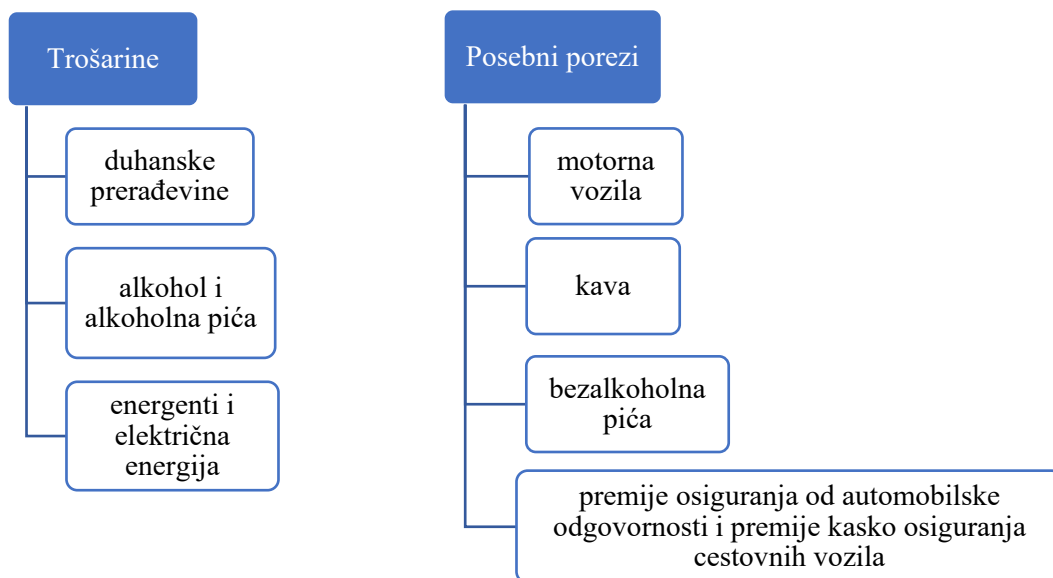 Trošarine
duhanske
prerađevine
alkohol i
alkoholna pića
energenti i
električna
energija
Posebni porezi
motorna
vozila
kava
bezalkoholna
pića
premije osiguranja od automobilske
odgovornosti i premije kasko osiguranja
cestovnih vozila